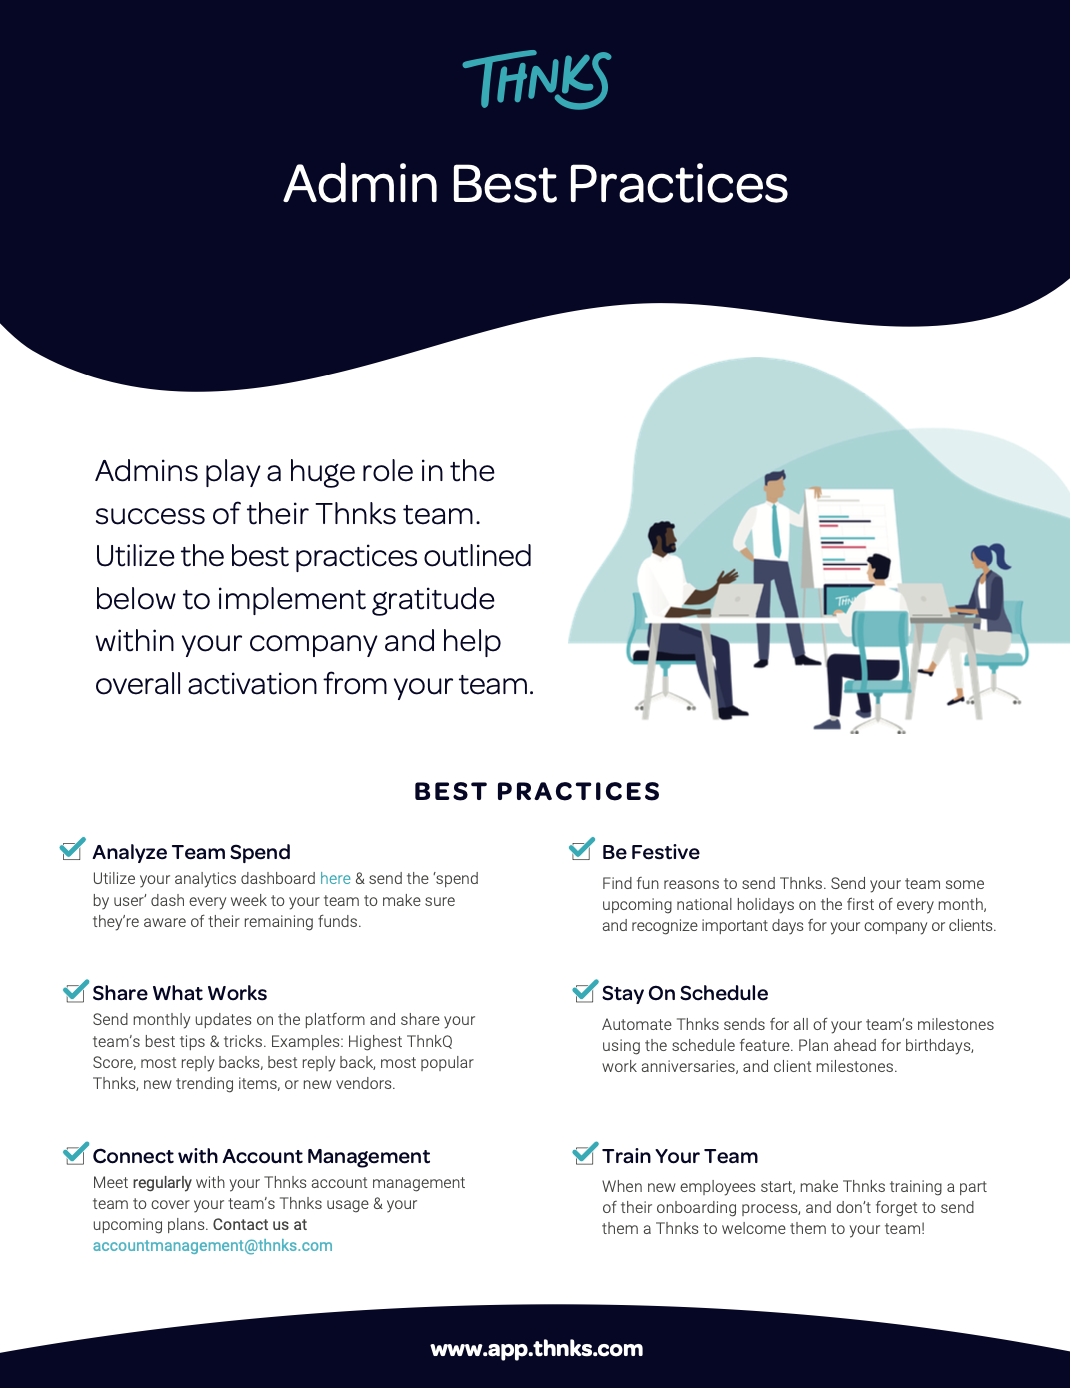 THNKS
Admin Best Practices
Admins play a huge role in the
success of their Thnks team.
Utilize the best practices outlined
below to implement gratitude
within your company and help
overall activation from your team.
THNKS
BEST PRACTICES
Analyze Team Spend
Utilize your analytics dashboard here & send the ‘spend
by user’ dash every week to your team to make sure
they’re aware of their remaining funds.
Be Festive
Find fun reasons to send Thnks. Send your team some
upcoming national holidays on the first of every month,
and recognize important days for your company or clients.
Share What Works
Send monthly updates on the platform and share your
team’s best tips & tricks. Examples: Highest ThnkQ
Score, most reply backs, best reply back, most popular
Thnks, new trending items, or new vendors.
Stay On Schedule
Automate Thnks sends for all of your team’s milestones
using the schedule feature. Plan ahead for birthdays,
work anniversaries, and client milestones.
Connect with Account Management
Meet regularly with your Thnks account management
team to cover your team’s Thnks usage & your
upcoming plans. Contact us at
accountmanagement@thnks.com
Train Your Team
When new employees start, make Thnks training a part
of their onboarding process, and don’t forget to send
them a Thnks to welcome them to your team!
www.app.thnks.com